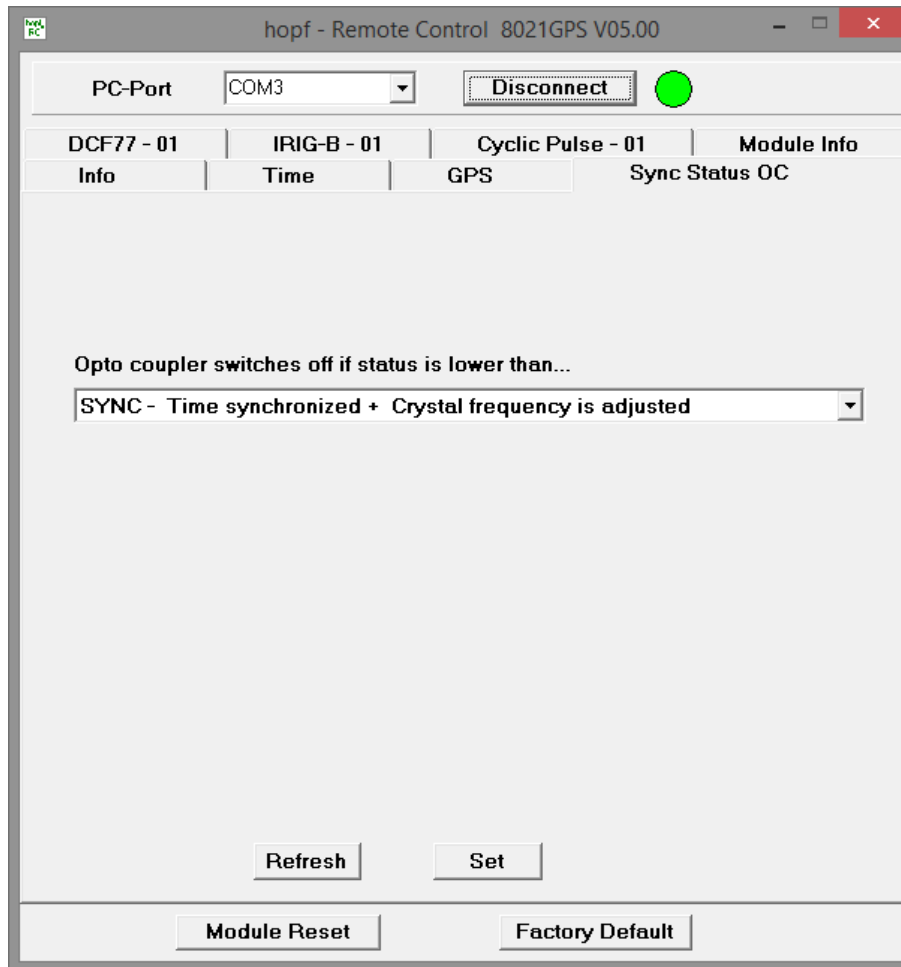 hopf RC
hopf - Remote Control 8021GPS V05.00
PC-Port COM3 Disconnect
DCF77 - 01 IRIG-B - 01 Cyclic Pulse - 01 Module Info
Info Time GPS Sync Status OC
Opto coupler switches off if status is lower than...
SYNC - Time synchronized + Crystal frequency is adjusted
Refresh Set
Module Reset Factory Default